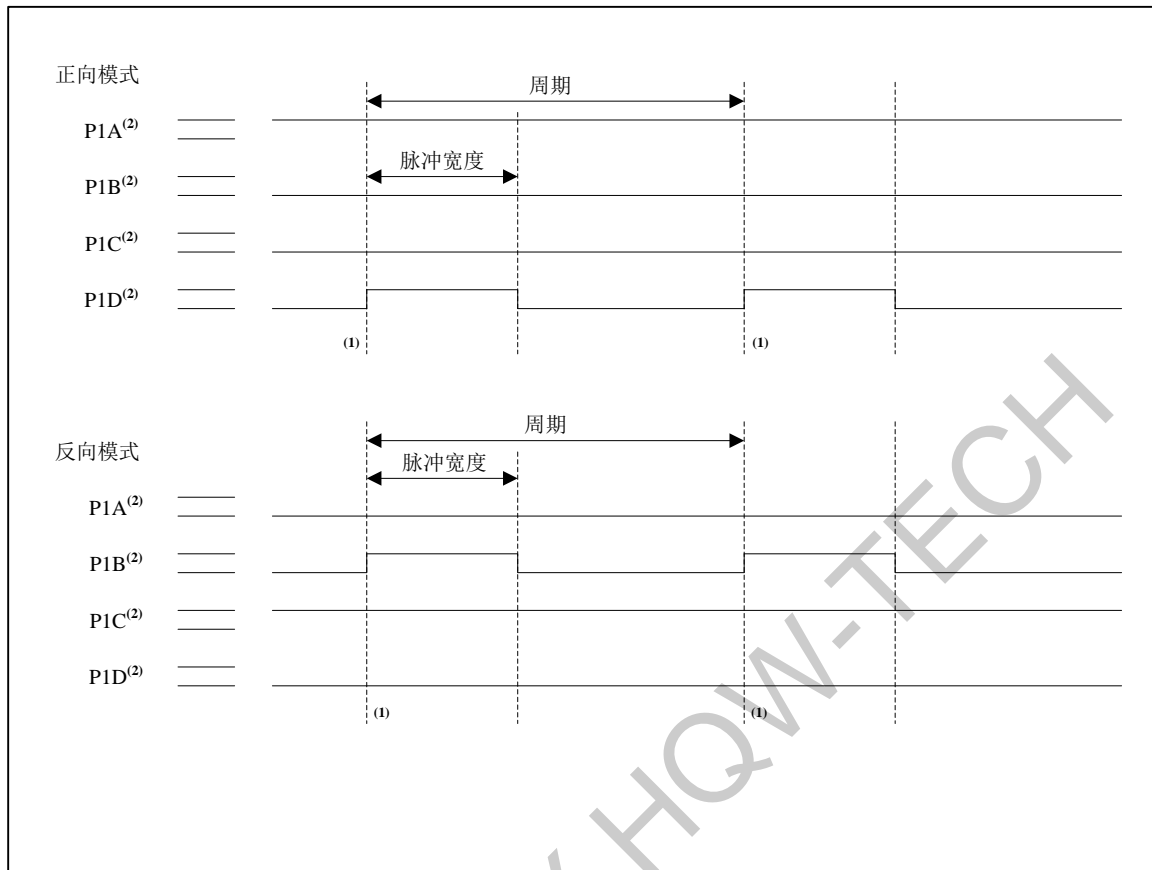 正向模式
周期
P1A(2)
脉冲宽度
P1B(2)
P1C(2)
P1D(2)
(1) (1)
周期
反向模式
脉冲宽度
P1A(2)
P1B(2)
P1C(2)
P1D(2)
(1) (1)
HQW-TECH